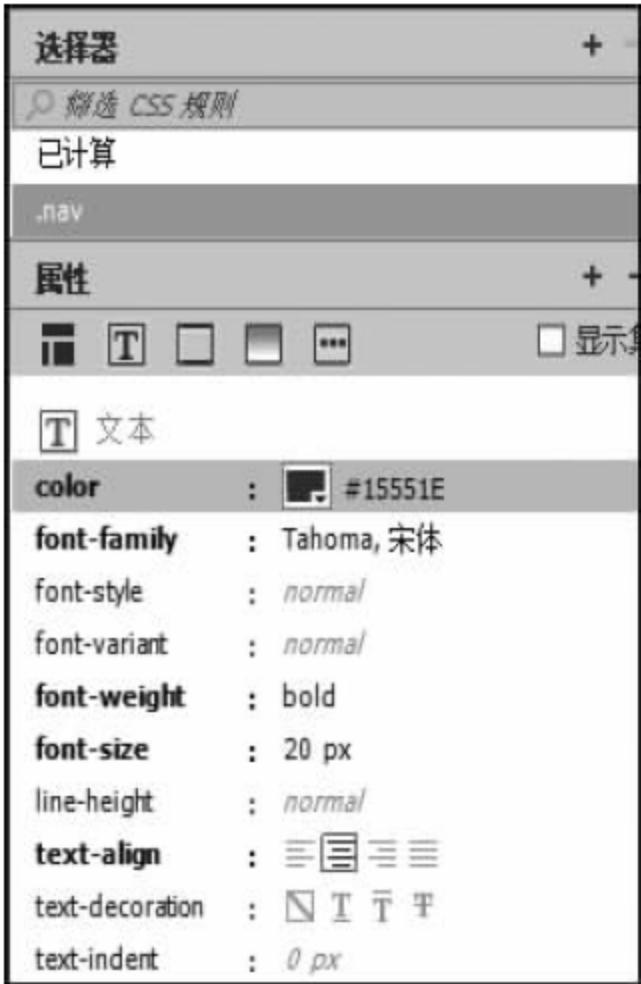 选择器 +
筛选 CSS 规则
已计算
.nav
属性 + -
T 显示
T 文本
color : #15551E
font-family : Tahoma, 宋体
font-style : normal
font-variant : normal
font-weight : bold
font-size : 20 px
line-height : normal
text-align :
text-decoration : T T T
text-indent : 0 px